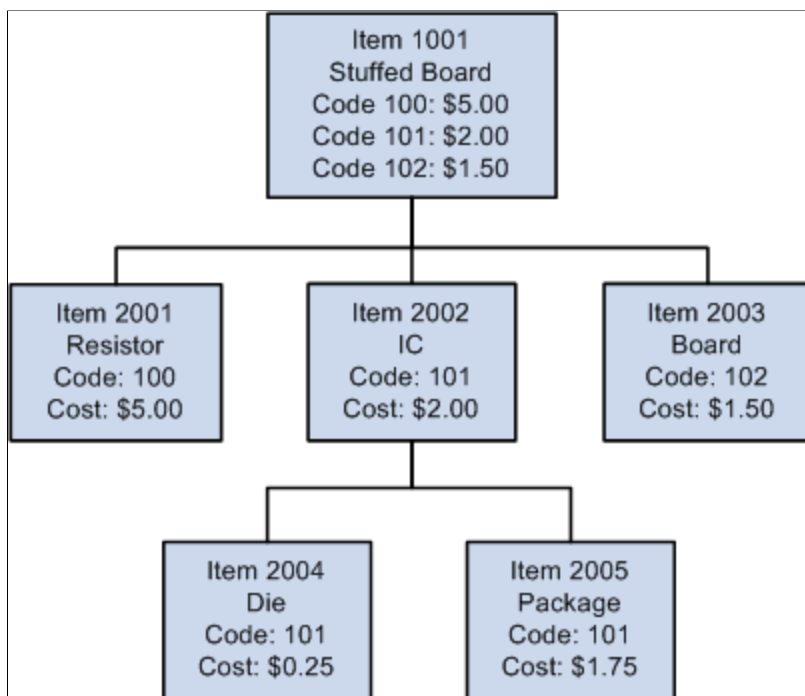 Item 1001
Stuffed Board
Code 100: $5.00
Code 101: $2.00
Code 102: $1.50
Item 2001
Resistor
Code: 100
Cost: $5.00
Item 2002
IC
Code: 101
Cost: $2.00
Item 2003
Board
Code: 102
Cost: $1.50
Item 2004
Die
Code: 101
Cost: $0.25
Item 2005
Package
Code: 101
Cost: $1.75